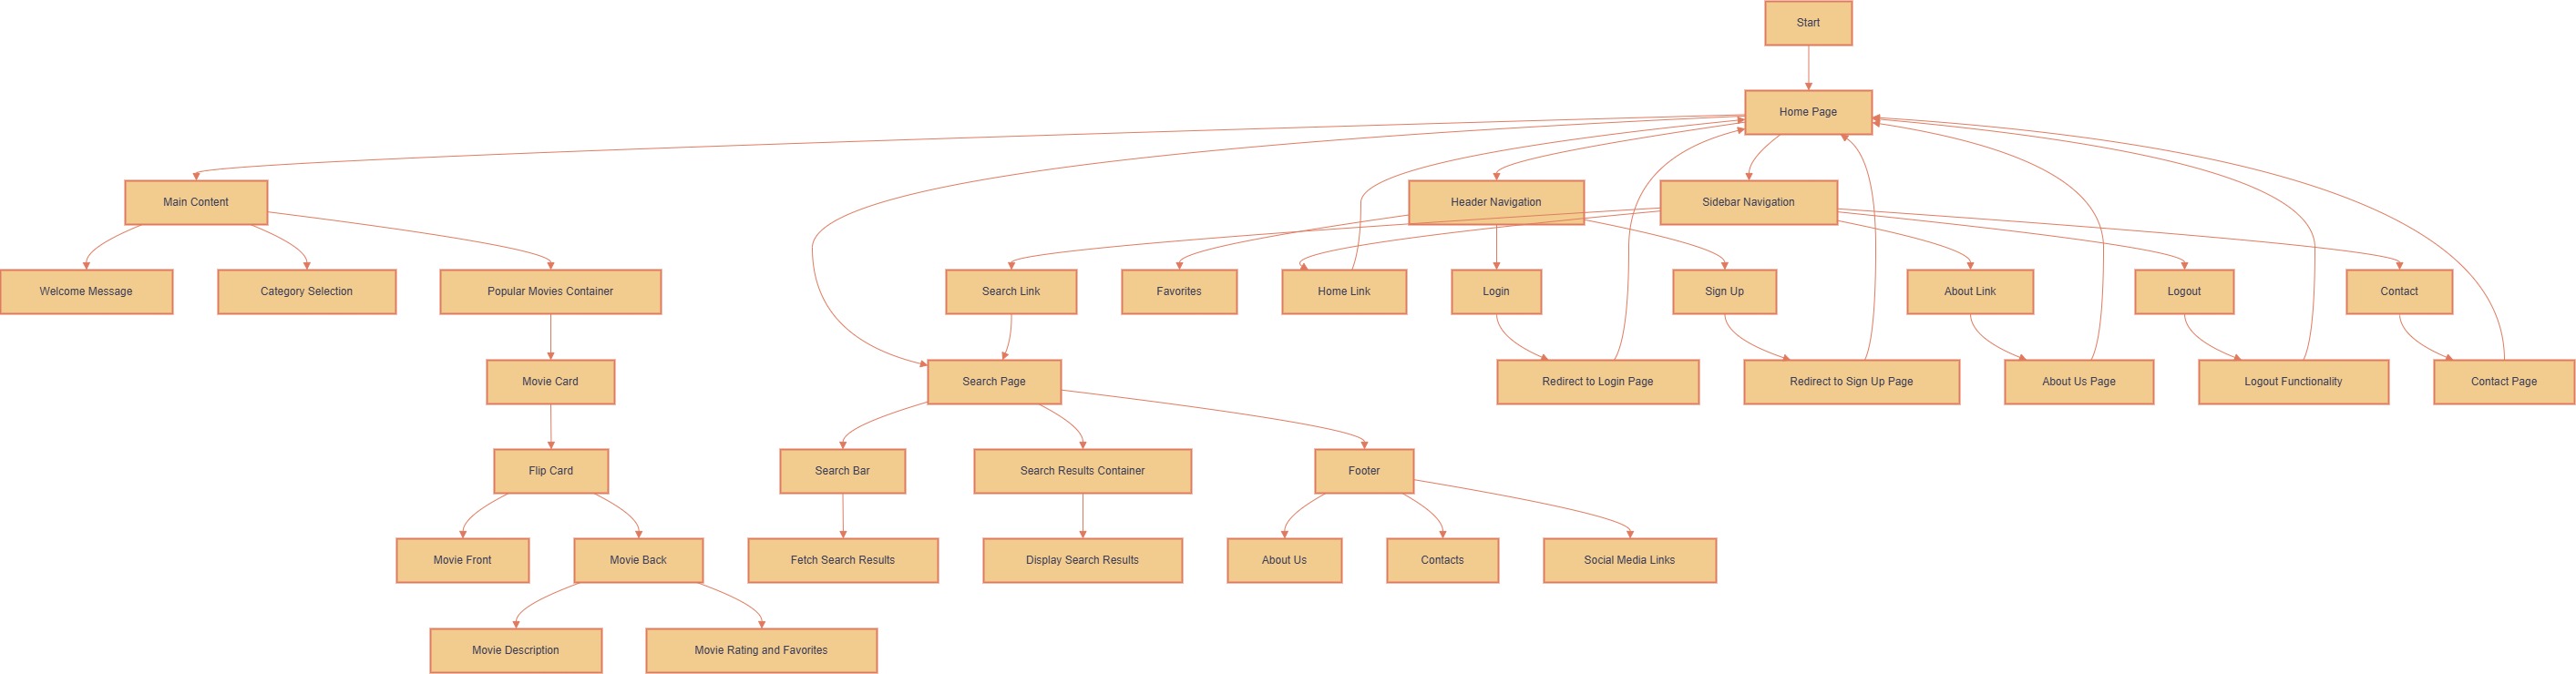 Start
Home Page
Main Content
Header Navigation
Sidebar Navigation
Welcome Message
Category Selection
Popular Movies Container
Search Link
Favorites
Home Link
Login
Sign Up
About Link
Logout
Contact
Movie Card
Search Page
Redirect to Login Page
Redirect to Sign Up Page
About Us Page
Logout Functionality
Contact Page
Flip Card
Search Bar
Search Results Container
Footer
Movie Front
Movie Back
Fetch Search Results
Display Search Results
About Us
Contacts
Social Media Links
Movie Description
Movie Rating and Favorites